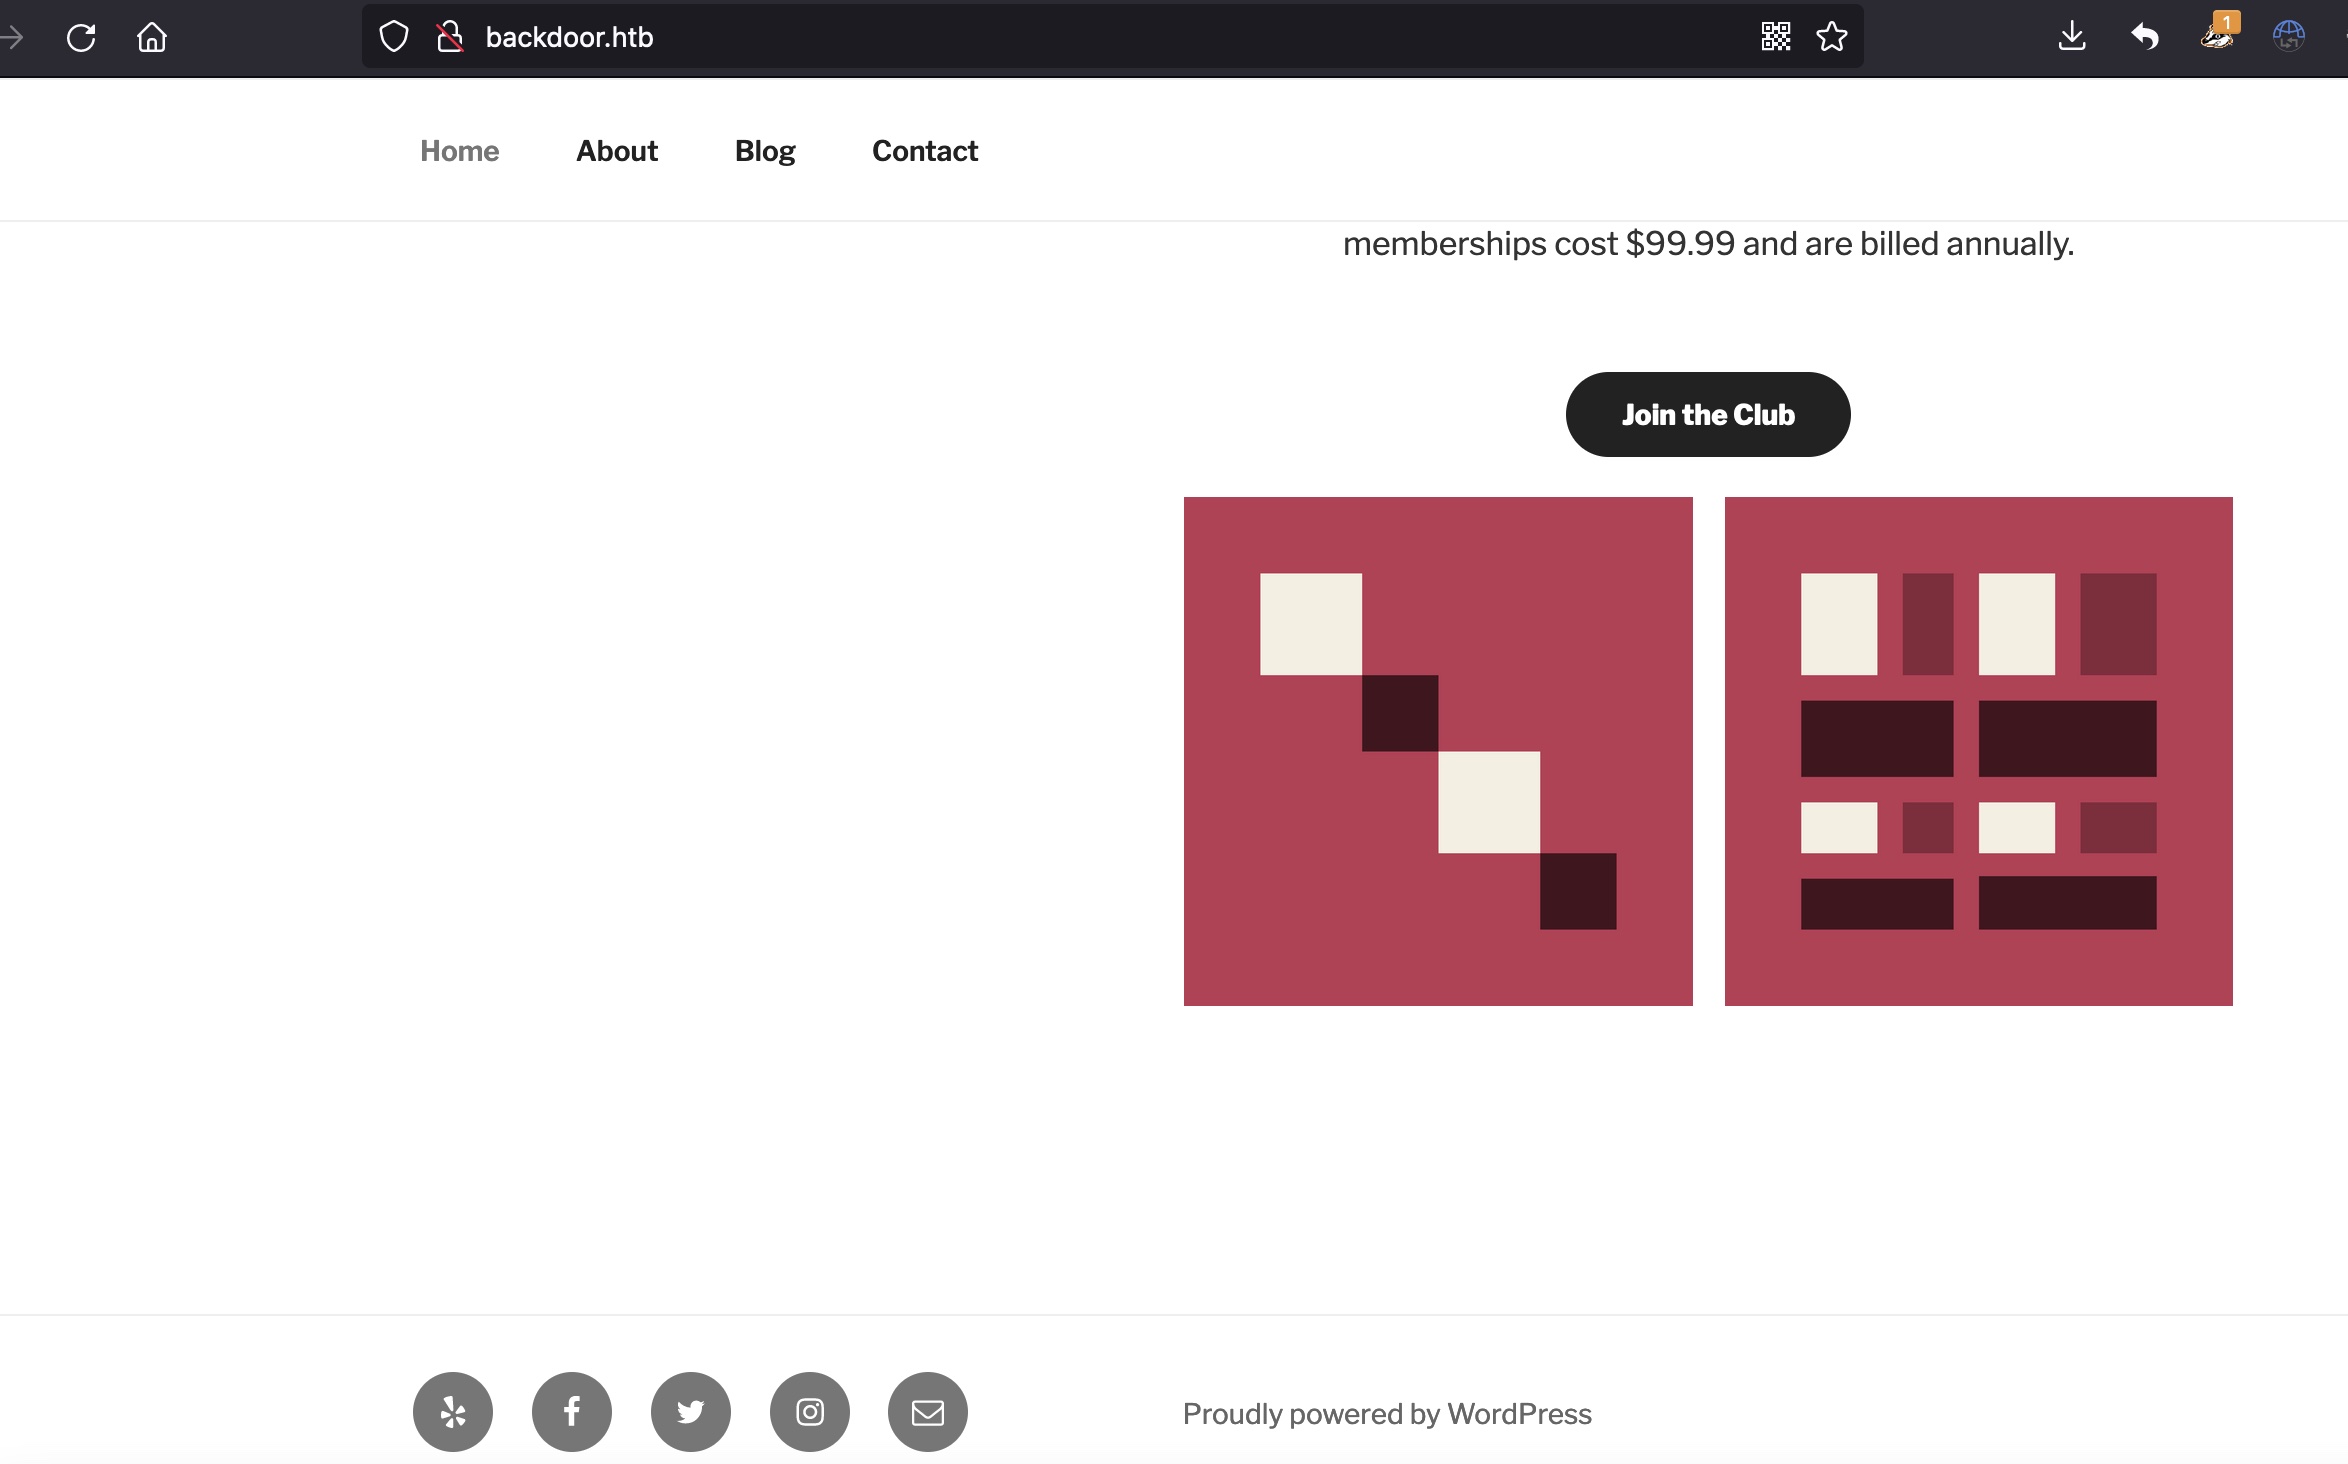 backdoor.htb
1
Home About Blog Contact
memberships cost $99.99 and are billed annually.
Join the Club
Proudly powered by WordPress